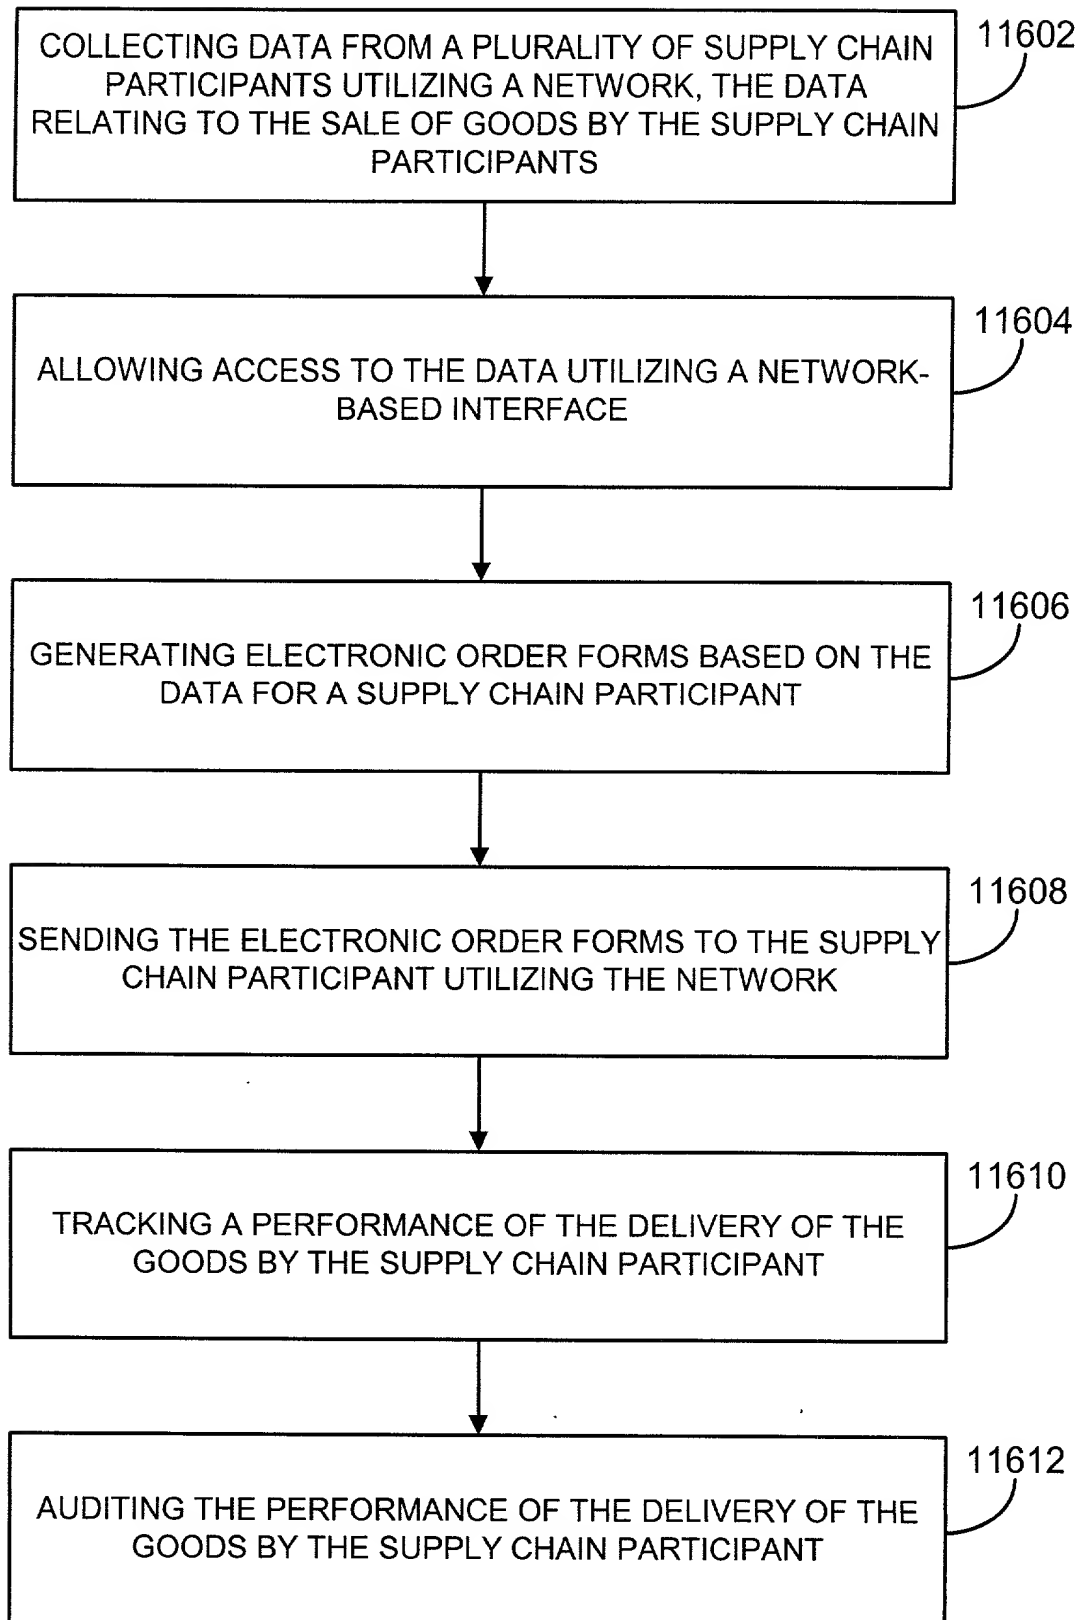 COLLECTING DATA FROM A PLURALITY OF SUPPLY CHAIN
PARTICIPANTS UTILIZING A NETWORK, THE DATA
RELATING TO THE SALE OF GOODS BY THE SUPPLY CHAIN
PARTICIPANTS
11602
ALLOWING ACCESS TO THE DATA UTILIZING A NETWORK-
BASED INTERFACE
11604
GENERATING ELECTRONIC ORDER FORMS BASED ON THE
DATA FOR A SUPPLY CHAIN PARTICIPANT
11606
SENDING THE ELECTRONIC ORDER FORMS TO THE SUPPLY
CHAIN PARTICIPANT UTILIZING THE NETWORK
11608
TRACKING A PERFORMANCE OF THE DELIVERY OF THE
GOODS BY THE SUPPLY CHAIN PARTICIPANT
11610
AUDITING THE PERFORMANCE OF THE DELIVERY OF THE
GOODS BY THE SUPPLY CHAIN PARTICIPANT
11612